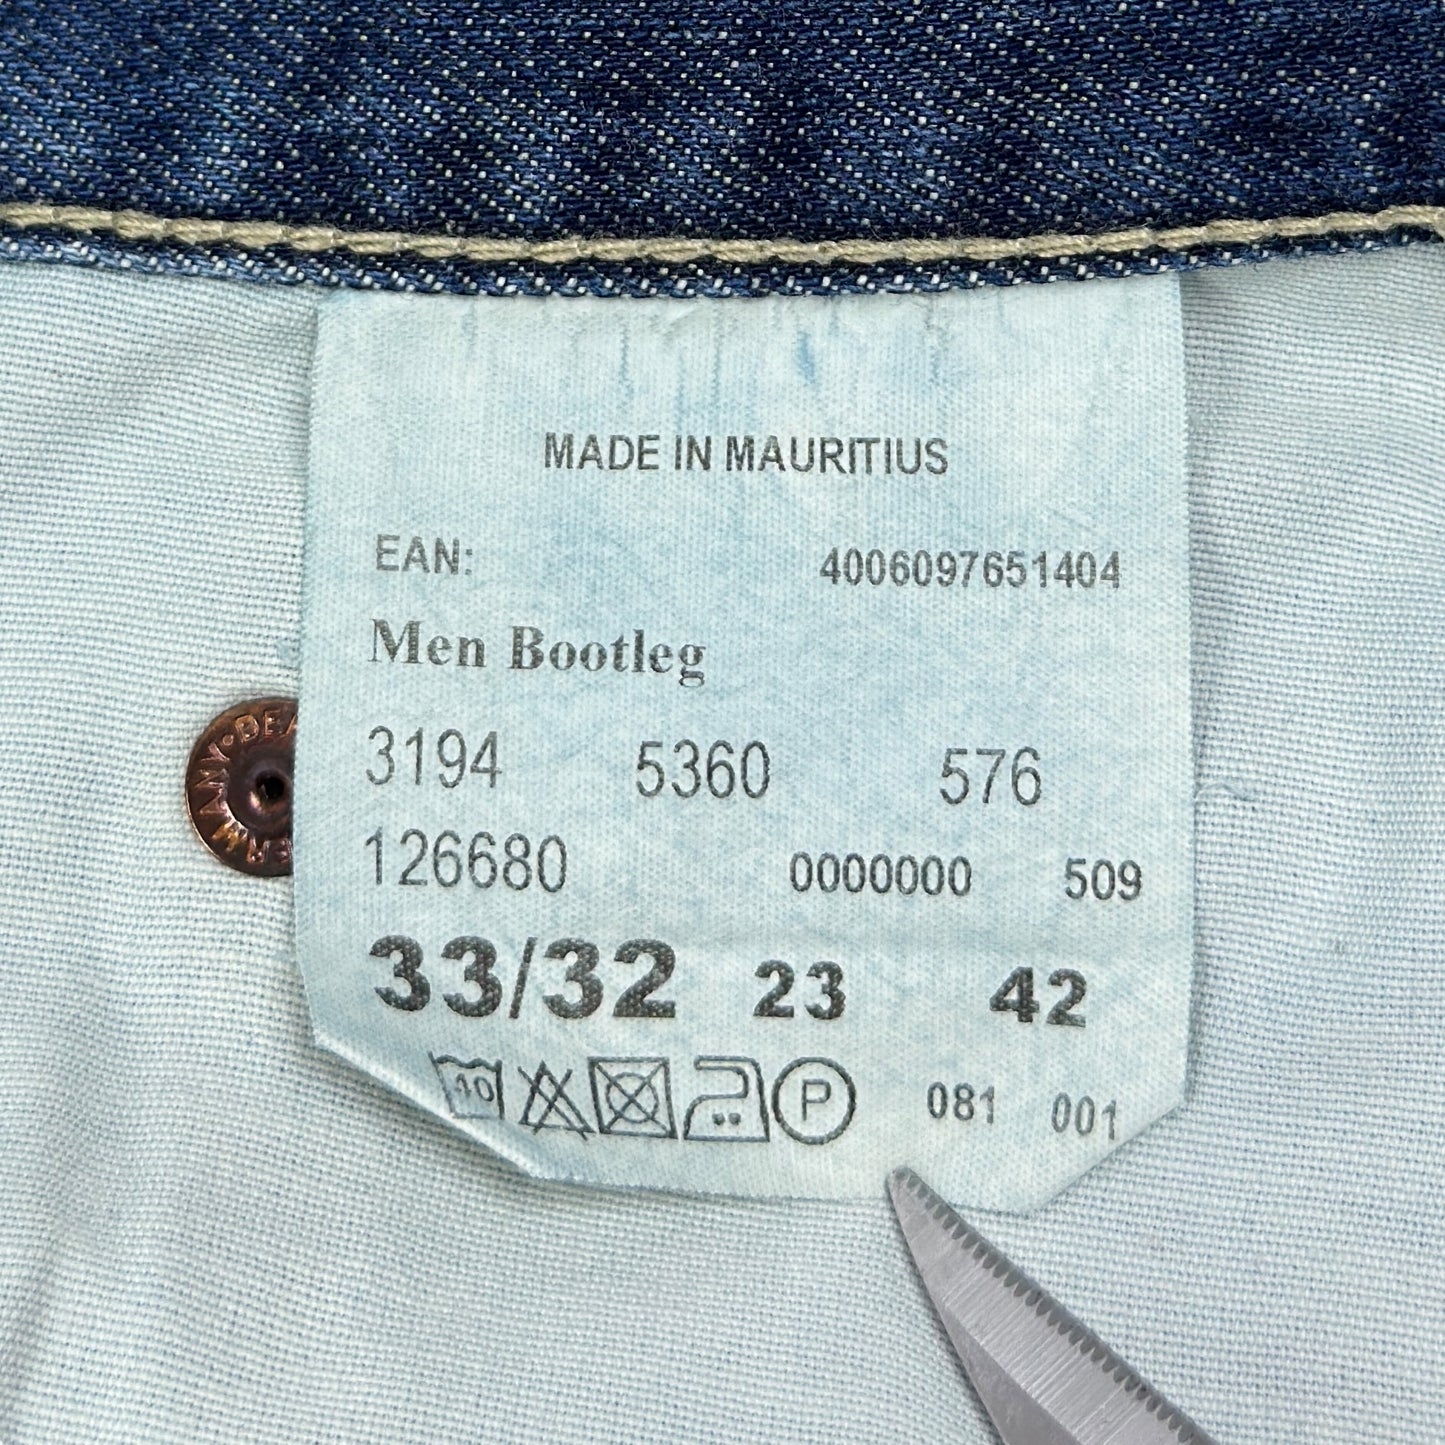 MADE IN MAURITIUS
EAN: 4006097651404
Men Bootleg
3194 5360 576
126680 0000000 509
33/32 23 42
40 P 081 001